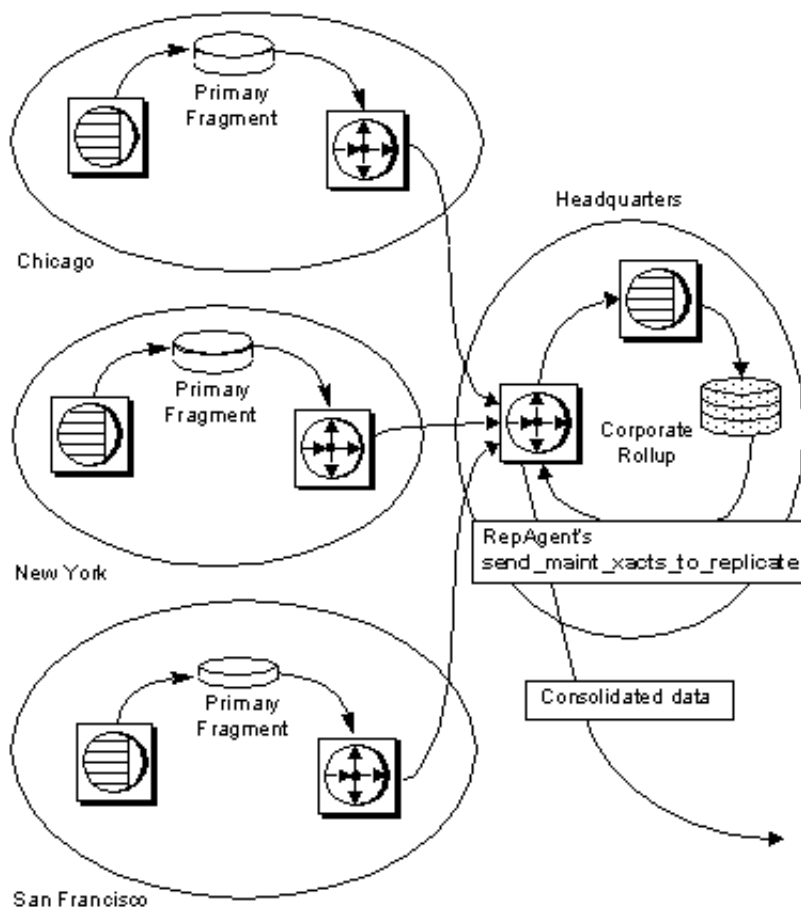 Primary
Fragment
Chicago
Headquarters
Corporate
Rollup
Primary
Fragment
New York
RepAgent's
send_maint_xacts_to_replicate
Consolidated data
Primary
Fragment
San Francisco